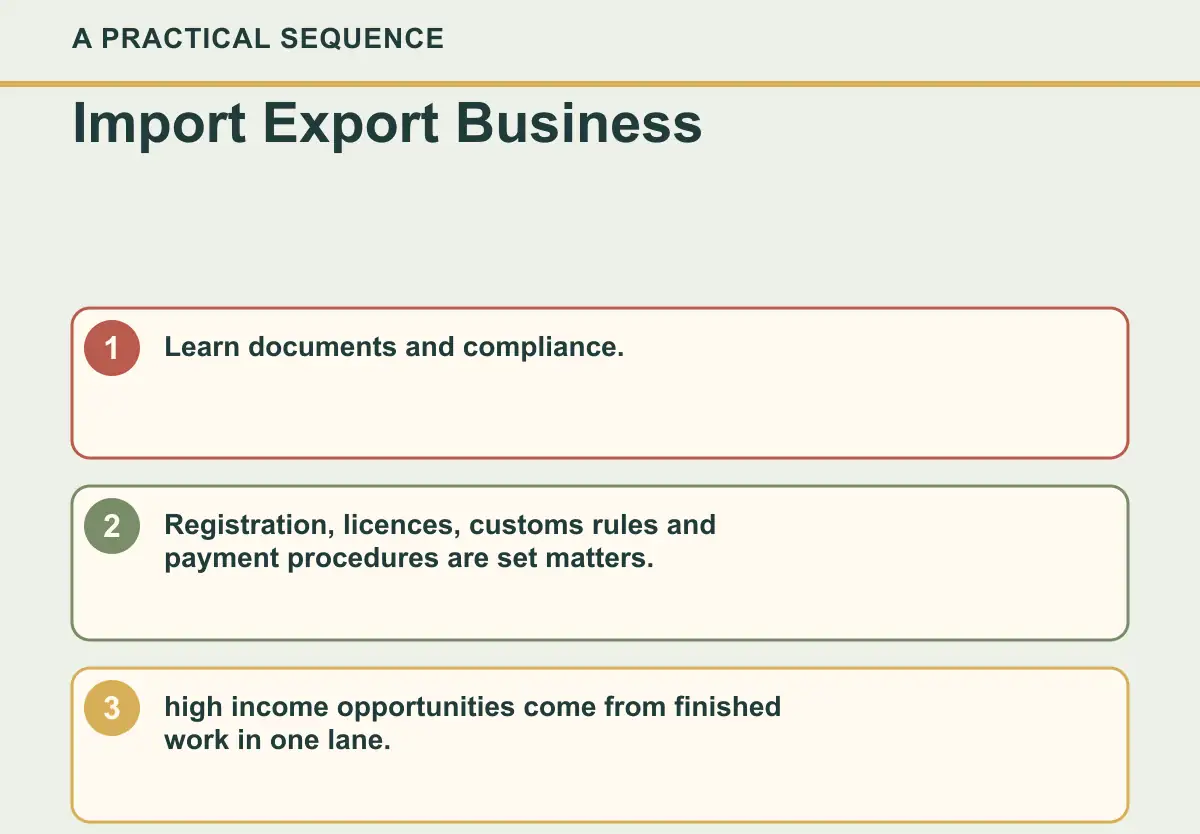 A PRACTICAL SEQUENCE
Import Export Business
1
Learn documents and compliance.
2
Registration, licences, customs rules and
payment procedures are set matters.
3
high income opportunities come from finished
work in one lane.